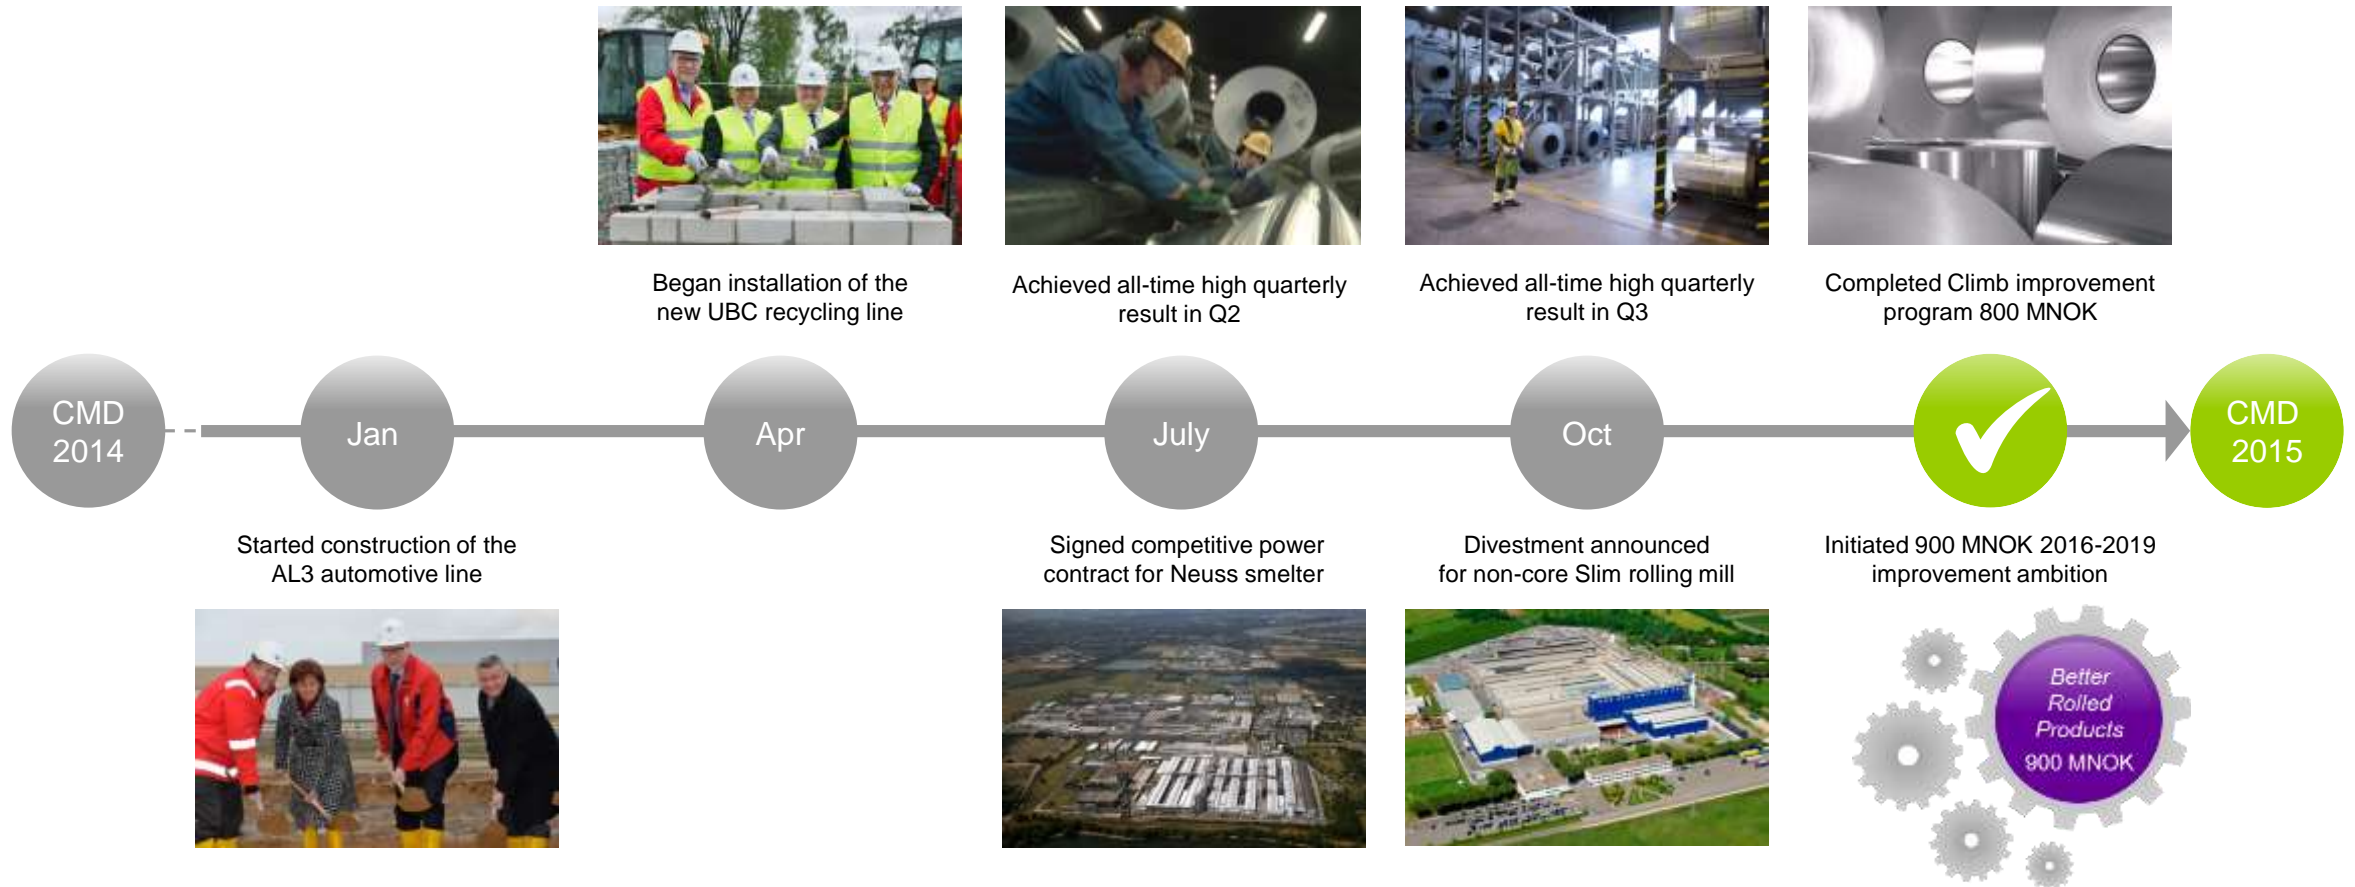 Began installation of the
new UBC recycling line
Achieved all-time high quarterly
result in Q2
Achieved all-time high quarterly
result in Q3
Completed Climb improvement
program 800 MNOK
CMD
2014
Jan
Apr
July
Oct
CMD
2015
Started construction of the
AL3 automotive line
Signed competitive power
contract for Neuss smelter
Divestment announced
for non-core Slim rolling mill
Initiated 900 MNOK 2016-2019
improvement ambition
Better
Rolled
Products
900 MNOK